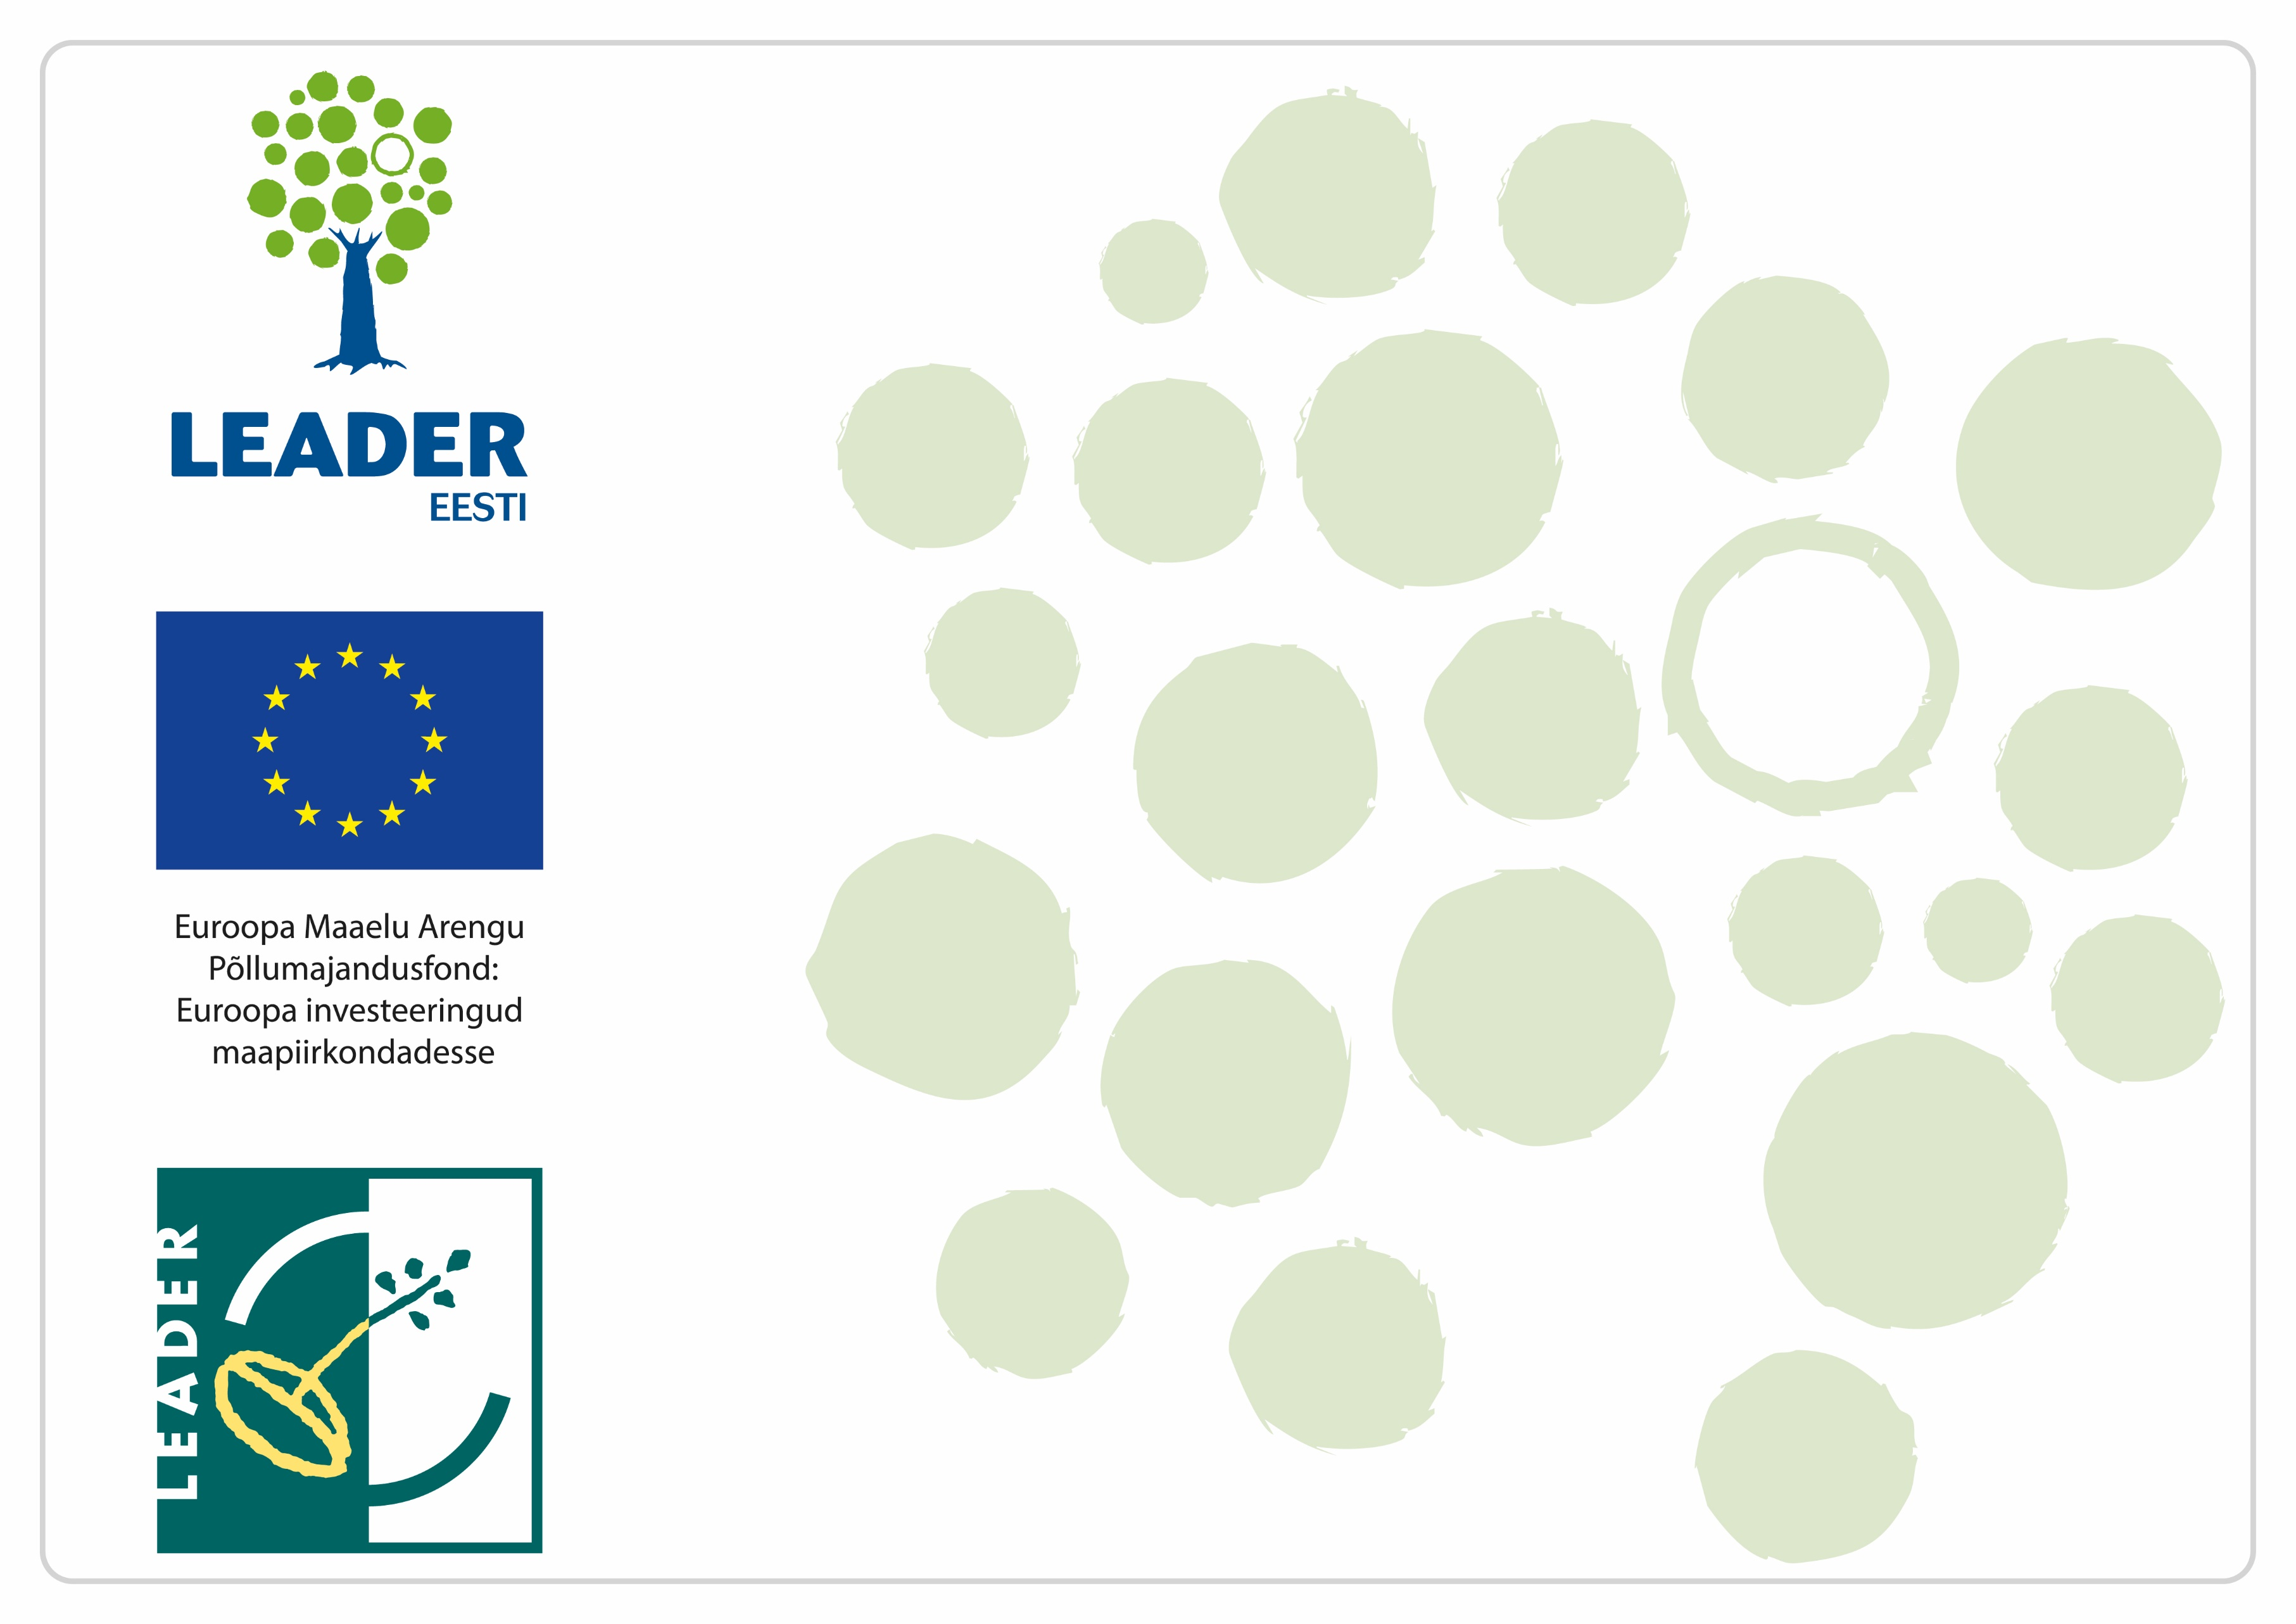 LEADER
EESTI
Euroopa Maaelu Arengu
Põllumajandusfond:
Euroopa investeeringud
maapiirkondadesse
LEADER